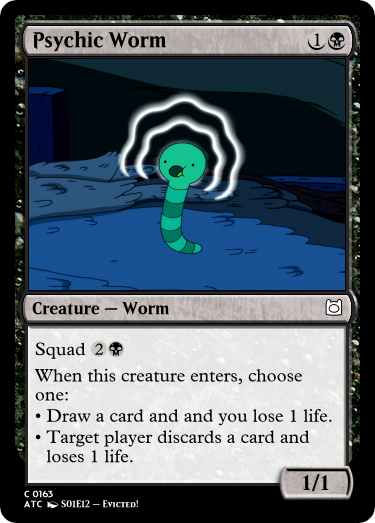 Psychic Worm 1
Creature — Worm
Squad 2
When this creature enters, choose
one:
• Draw a card and and you lose 1 life.
• Target player discards a card and
loses 1 life.
1/1
C 0163
ATC S01E12 — Evicted!